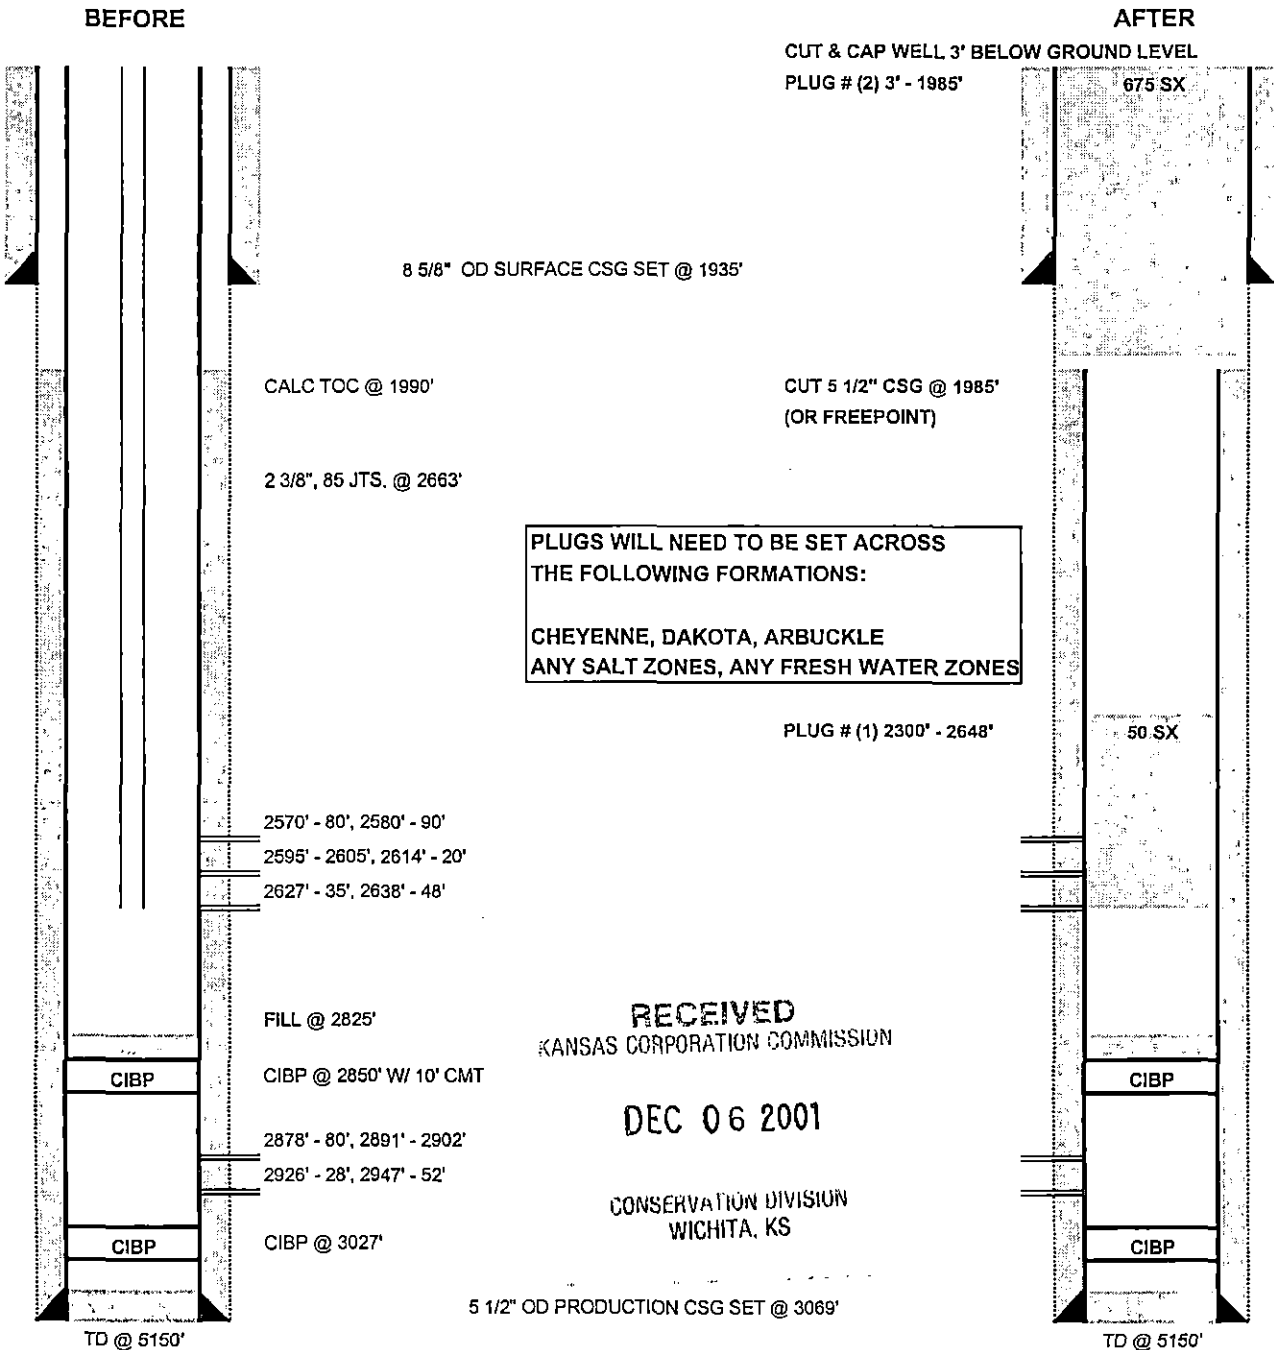 BEFORE
AFTER
CUT & CAP WELL 3' BELOW GROUND LEVEL
PLUG # (2) 3' - 1985'
675 SX
8 5/8" OD SURFACE CSG SET @ 1935'
CALC TOC @ 1990'
CUT 5 1/2" CSG @ 1985'
(OR FREEPOINT)
2 3/8", 85 JTS. @ 2663'
PLUGS WILL NEED TO BE SET ACROSS
THE FOLLOWING FORMATIONS:
CHEYENNE, DAKOTA, ARBUCKLE
ANY SALT ZONES, ANY FRESH WATER ZONES
PLUG # (1) 2300' - 2648'
50 SX
2570' - 80', 2580' - 90'
2595' - 2605', 2614' - 20'
2627' - 35', 2638' - 48'
FILL @ 2825'
RECEIVED
KANSAS CORPORATION COMMISSION
CIBP
CIBP @ 2850' W/ 10' CMT
CIBP
DEC 06 2001
2878' - 80', 2891' - 2902'
2926' - 28', 2947' - 52'
CONSERVATION DIVISION
WICHITA, KS
CIBP
CIBP @ 3027'
CIBP
5 1/2" OD PRODUCTION CSG SET @ 3069'
TD @ 5150'
TD @ 5150'